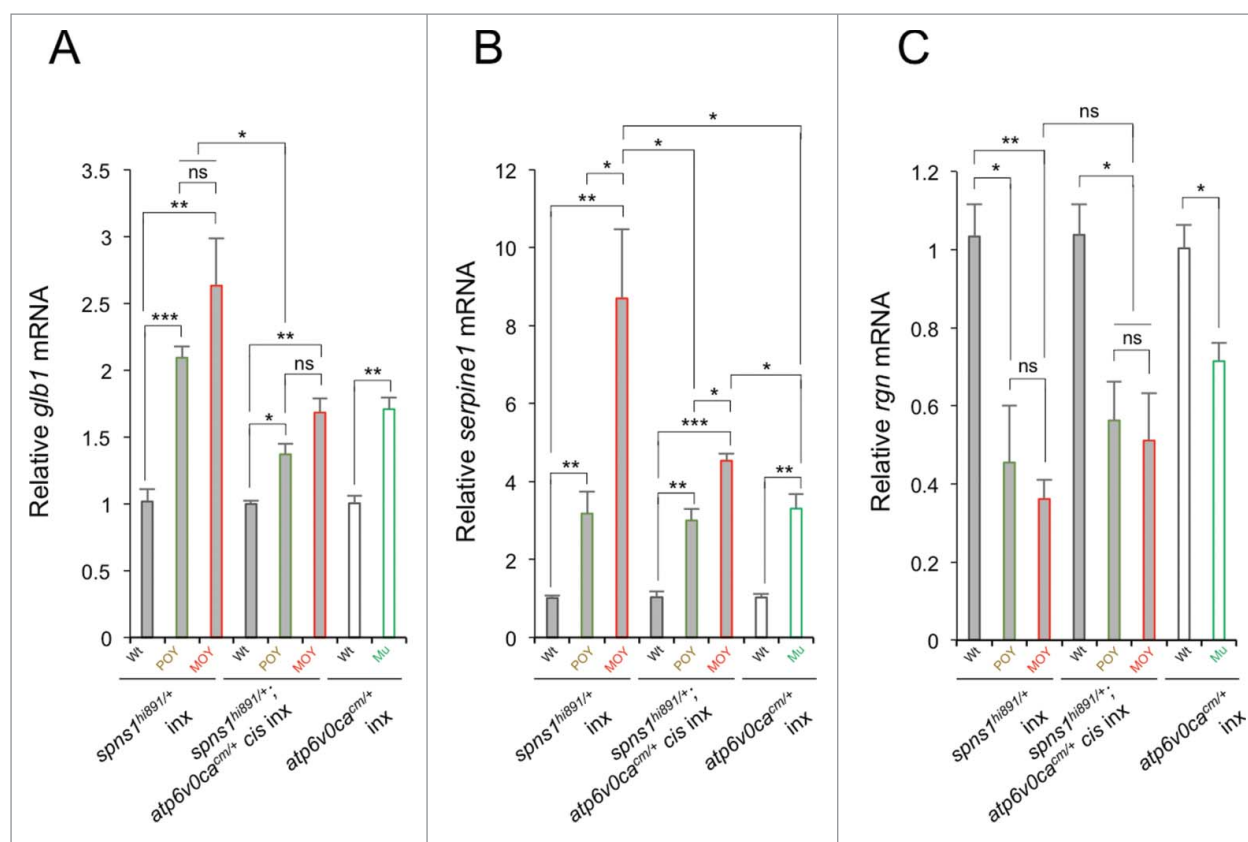 A
Relative glb1 mRNA
3.5
3
2.5
2
1.5
1
0.5
0
*
ns
**
***
**
ns
*
**
Wt
POY
MOY
Wt
POY
MOY
Wt
Mu
spns1hi891/+
inx
spns1hi891/+;
atp6v0cacm/+ cis inx
atp6v0cacm/+
inx
B
Relative serpine1 mRNA
12
10
8
6
4
2
0
*
*
*
**
*
*
***
**
**
**
Wt
POY
MOY
Wt
POY
MOY
Wt
Mu
spns1hi891/+
inx
spns1hi891/+;
atp6v0cacm/+ cis inx
atp6v0cacm/+
inx
C
Relative rgn mRNA
1.2
1
0.8
0.6
0.4
0.2
0
ns
**
*
*
*
ns
ns
Wt
POY
MOY
Wt
POY
MOY
Wt
Mu
spns1hi891/+
inx
spns1hi891/+;
atp6v0cacm/+ cis inx
atp6v0cacm/+
inx